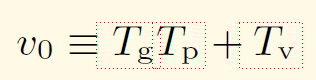 v₀ ≡ T_g T_p + T_v